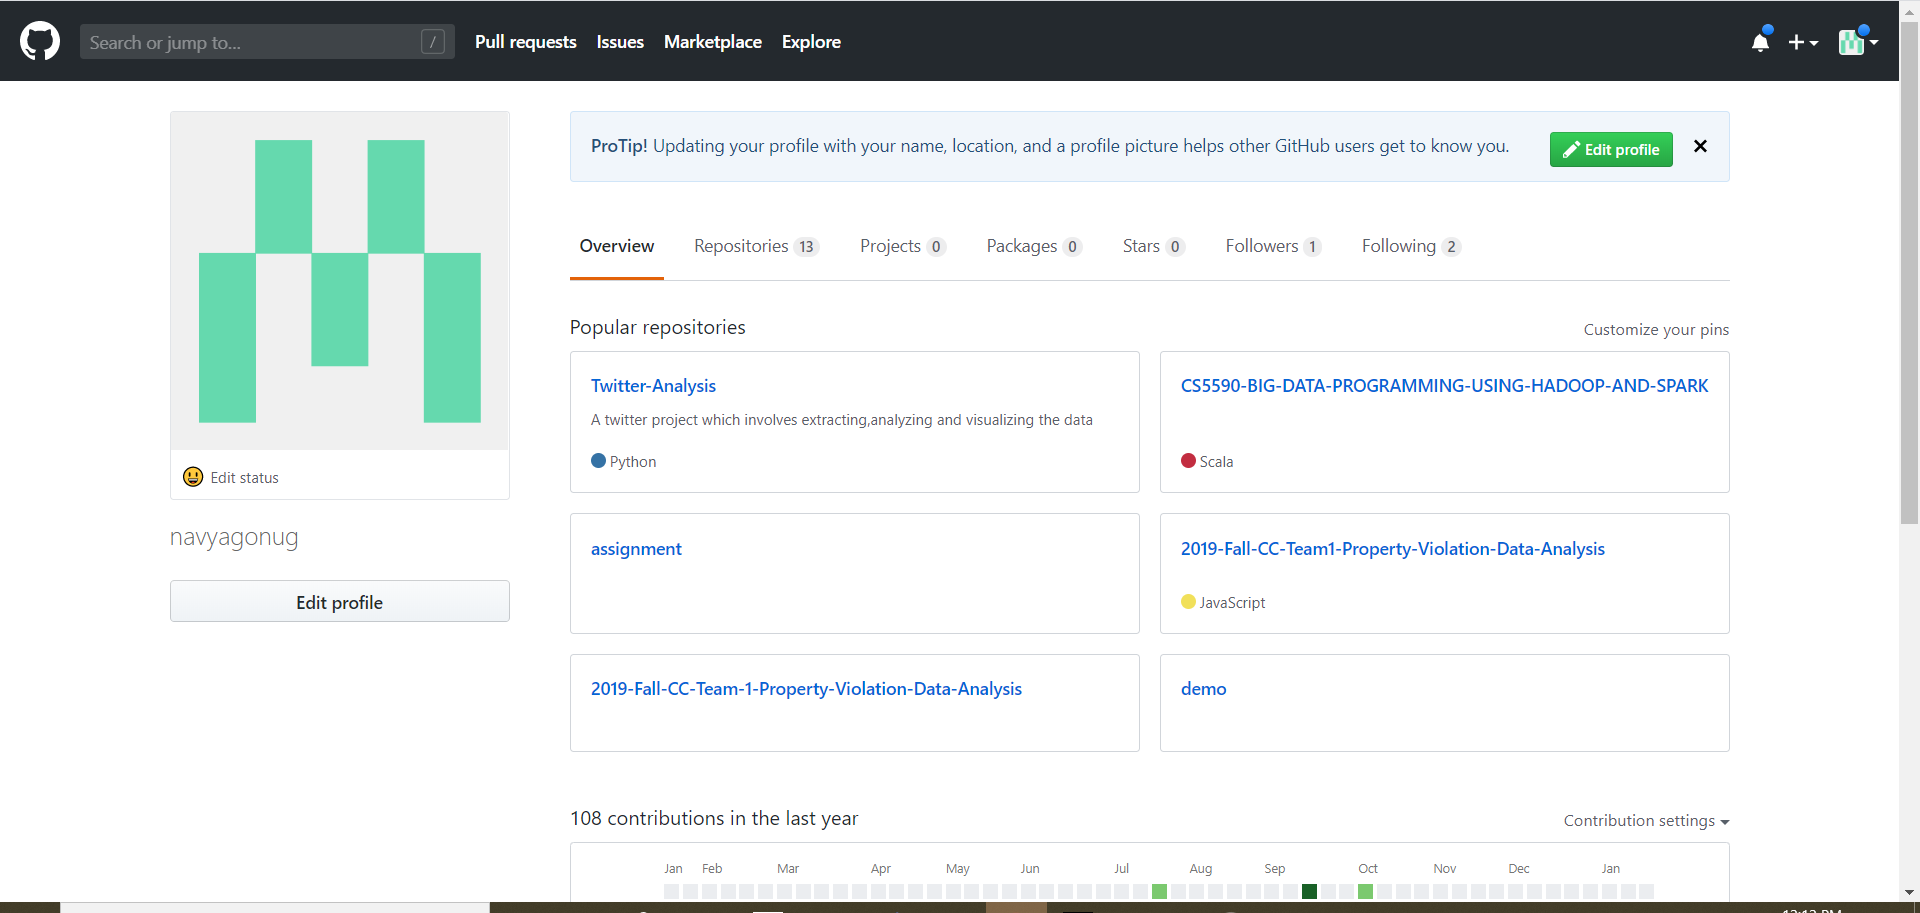 Search or jump to... /
Pull requests Issues Marketplace Explore
ProTip! Updating your profile with your name, location, and a profile picture helps other GitHub users get to know you.
Edit profile
Overview Repositories 13 Projects 0 Packages 0 Stars 0 Followers 1 Following 2
Edit status
navyagonug
Edit profile
Popular repositories
Customize your pins
Twitter-Analysis
A twitter project which involves extracting,analyzing and visualizing the data
Python
CS5590-BIG-DATA-PROGRAMMING-USING-HADOOP-AND-SPARK
Scala
assignment
2019-Fall-CC-Team1-Property-Violation-Data-Analysis
JavaScript
2019-Fall-CC-Team-1-Property-Violation-Data-Analysis
demo
108 contributions in the last year
Contribution settings
Jan Feb Mar Apr May Jun Jul Aug Sep Oct Nov Dec Jan